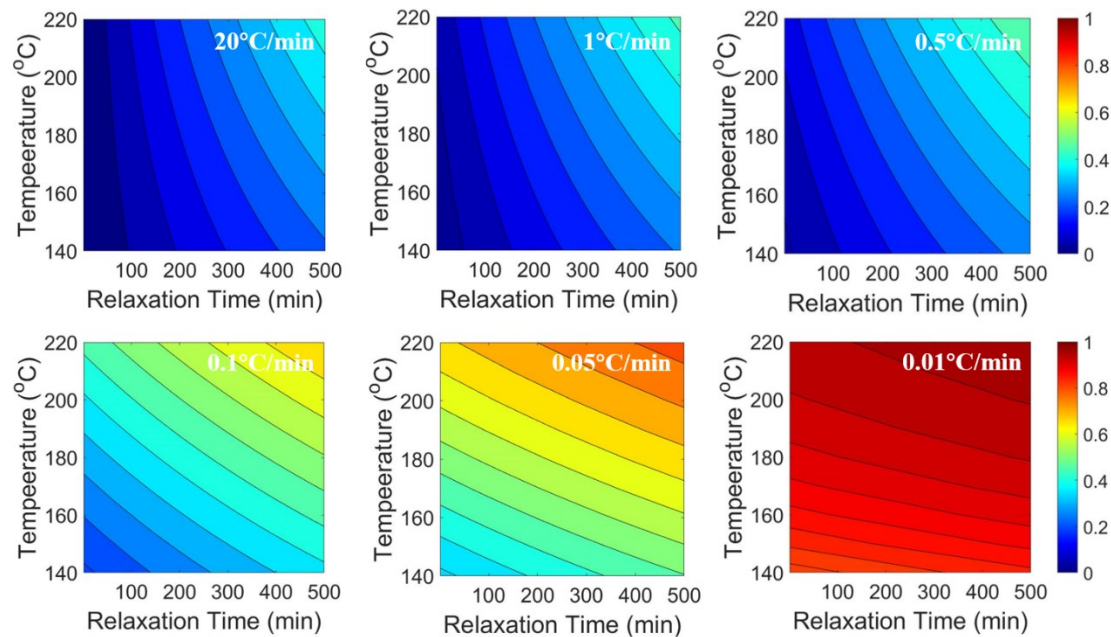 220
200
180
160
140
Tempeerature (°C)
20°C/min
100 200 300 400 500
Relaxation Time (min)
220
200
180
160
140
Tempeerature (°C)
1°C/min
100 200 300 400 500
Relaxation Time (min)
220
200
180
160
140
Tempeerature (°C)
0.5°C/min
100 200 300 400 500
Relaxation Time (min)
1
0.8
0.6
0.4
0.2
0
220
200
180
160
140
Tempeerature (°C)
0.1°C/min
100 200 300 400 500
Relaxation Time (min)
220
200
180
160
140
Tempeerature (°C)
0.05°C/min
100 200 300 400 500
Relaxation Time (min)
220
200
180
160
140
Tempeerature (°C)
0.01°C/min
100 200 300 400 500
Relaxation Time (min)
1
0.8
0.6
0.4
0.2
0